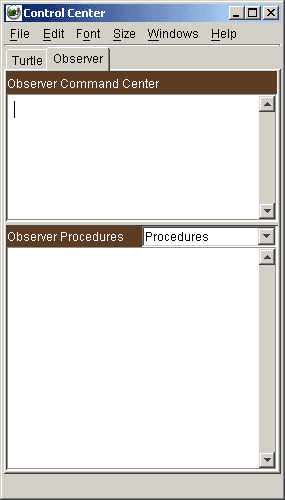 Control Center
File Edit Font Size Windows Help
Turtle Observer
Observer Command Center
Observer Procedures Procedures